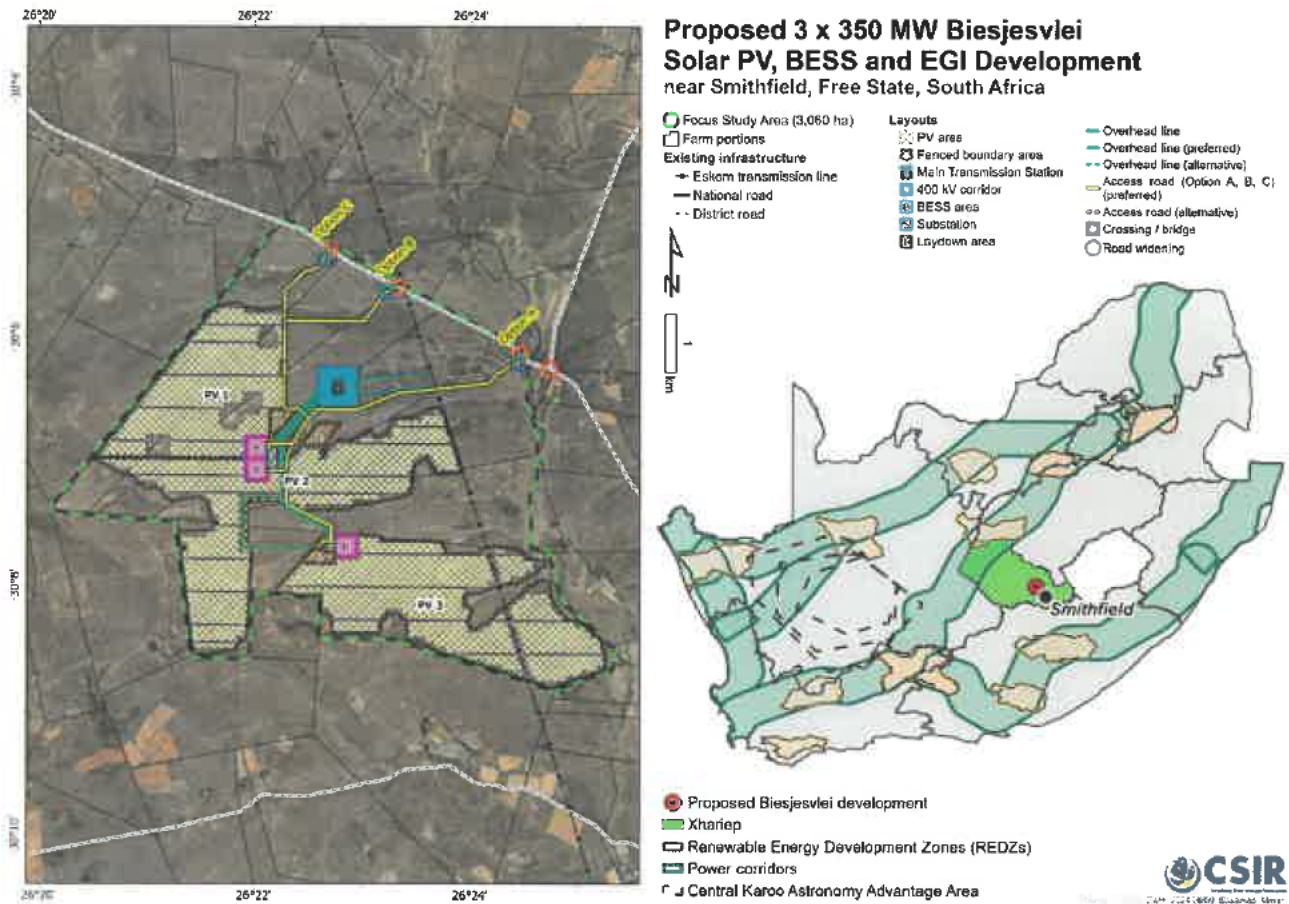 26°20'
26°22'
26°24'
Option C
Option B
Option A
PV 1
PV 2
PV 3
-30°8'
26°22'
26°24'
Proposed 3 x 350 MW Biesjesvlei
Solar PV, BESS and EGI Development
near Smithfield, Free State, South Africa
Focus Study Area (3,060 ha)
Farm portions
Existing infrastructure
Eskom transmission line
National road
District road
Layouts
PV area
Fenced boundary area
Main Transmission Station
400 kV corridor
BESS area
Substation
Laydown area
Overhead line
Overhead line (preferred)
Overhead line (alternative)
Access road (Option A, B, C)
(preferred)
Access road (alternative)
Crossing / bridge
Road widening
N
1
km
Smithfield
Proposed Biesjesvlei development
Xhariep
Renewable Energy Development Zones (REDZs)
Power corridors
Central Karoo Astronomy Advantage Area
CSIR